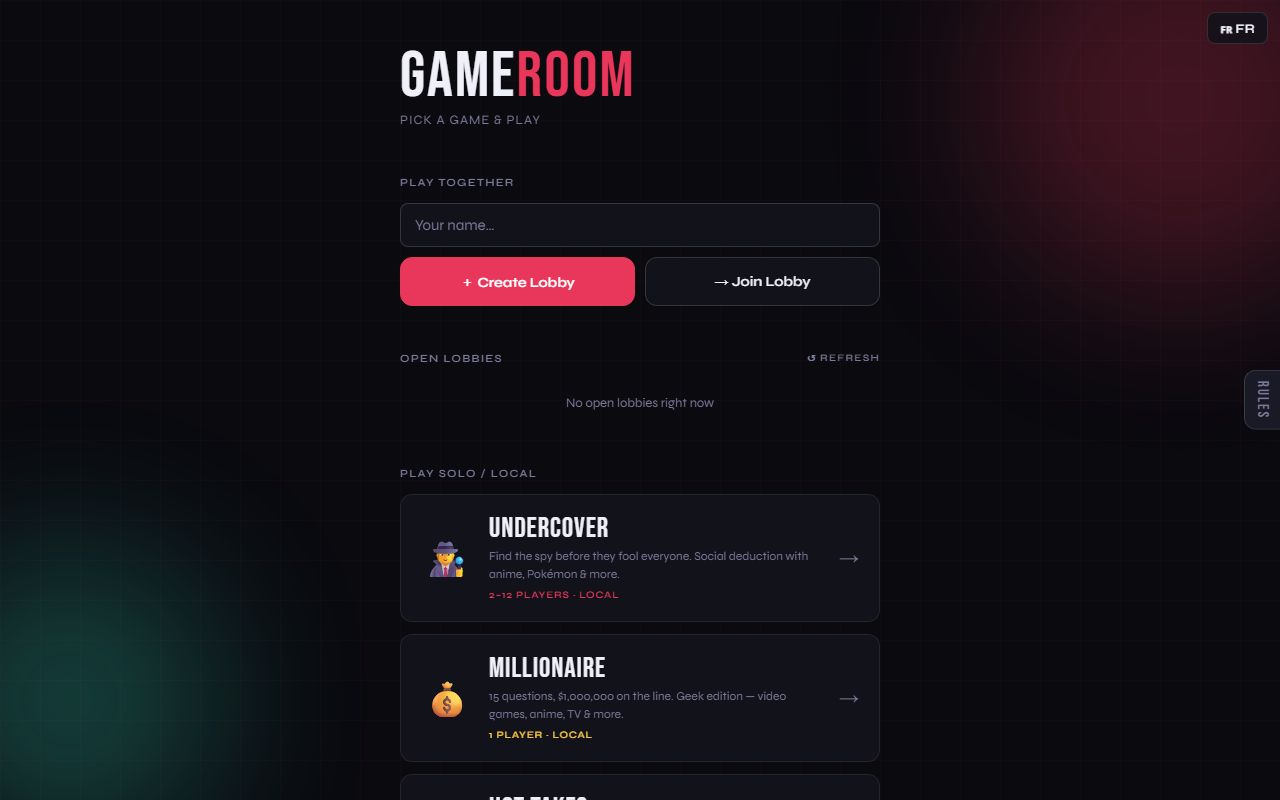 FR FR
GAMEROOM
PICK A GAME & PLAY
PLAY TOGETHER
Your name...
+ Create Lobby
→ Join Lobby
OPEN LOBBIES
↺ REFRESH
No open lobbies right now
RULES
PLAY SOLO / LOCAL
UNDERCOVER
Find the spy before they fool everyone. Social deduction with
anime, Pokémon & more.
2–12 PLAYERS · LOCAL
→
MILLIONAIRE
15 questions, $1,000,000 on the line. Geek edition — video
games, anime, TV & more.
1 PLAYER · LOCAL
→
HOT TAKES